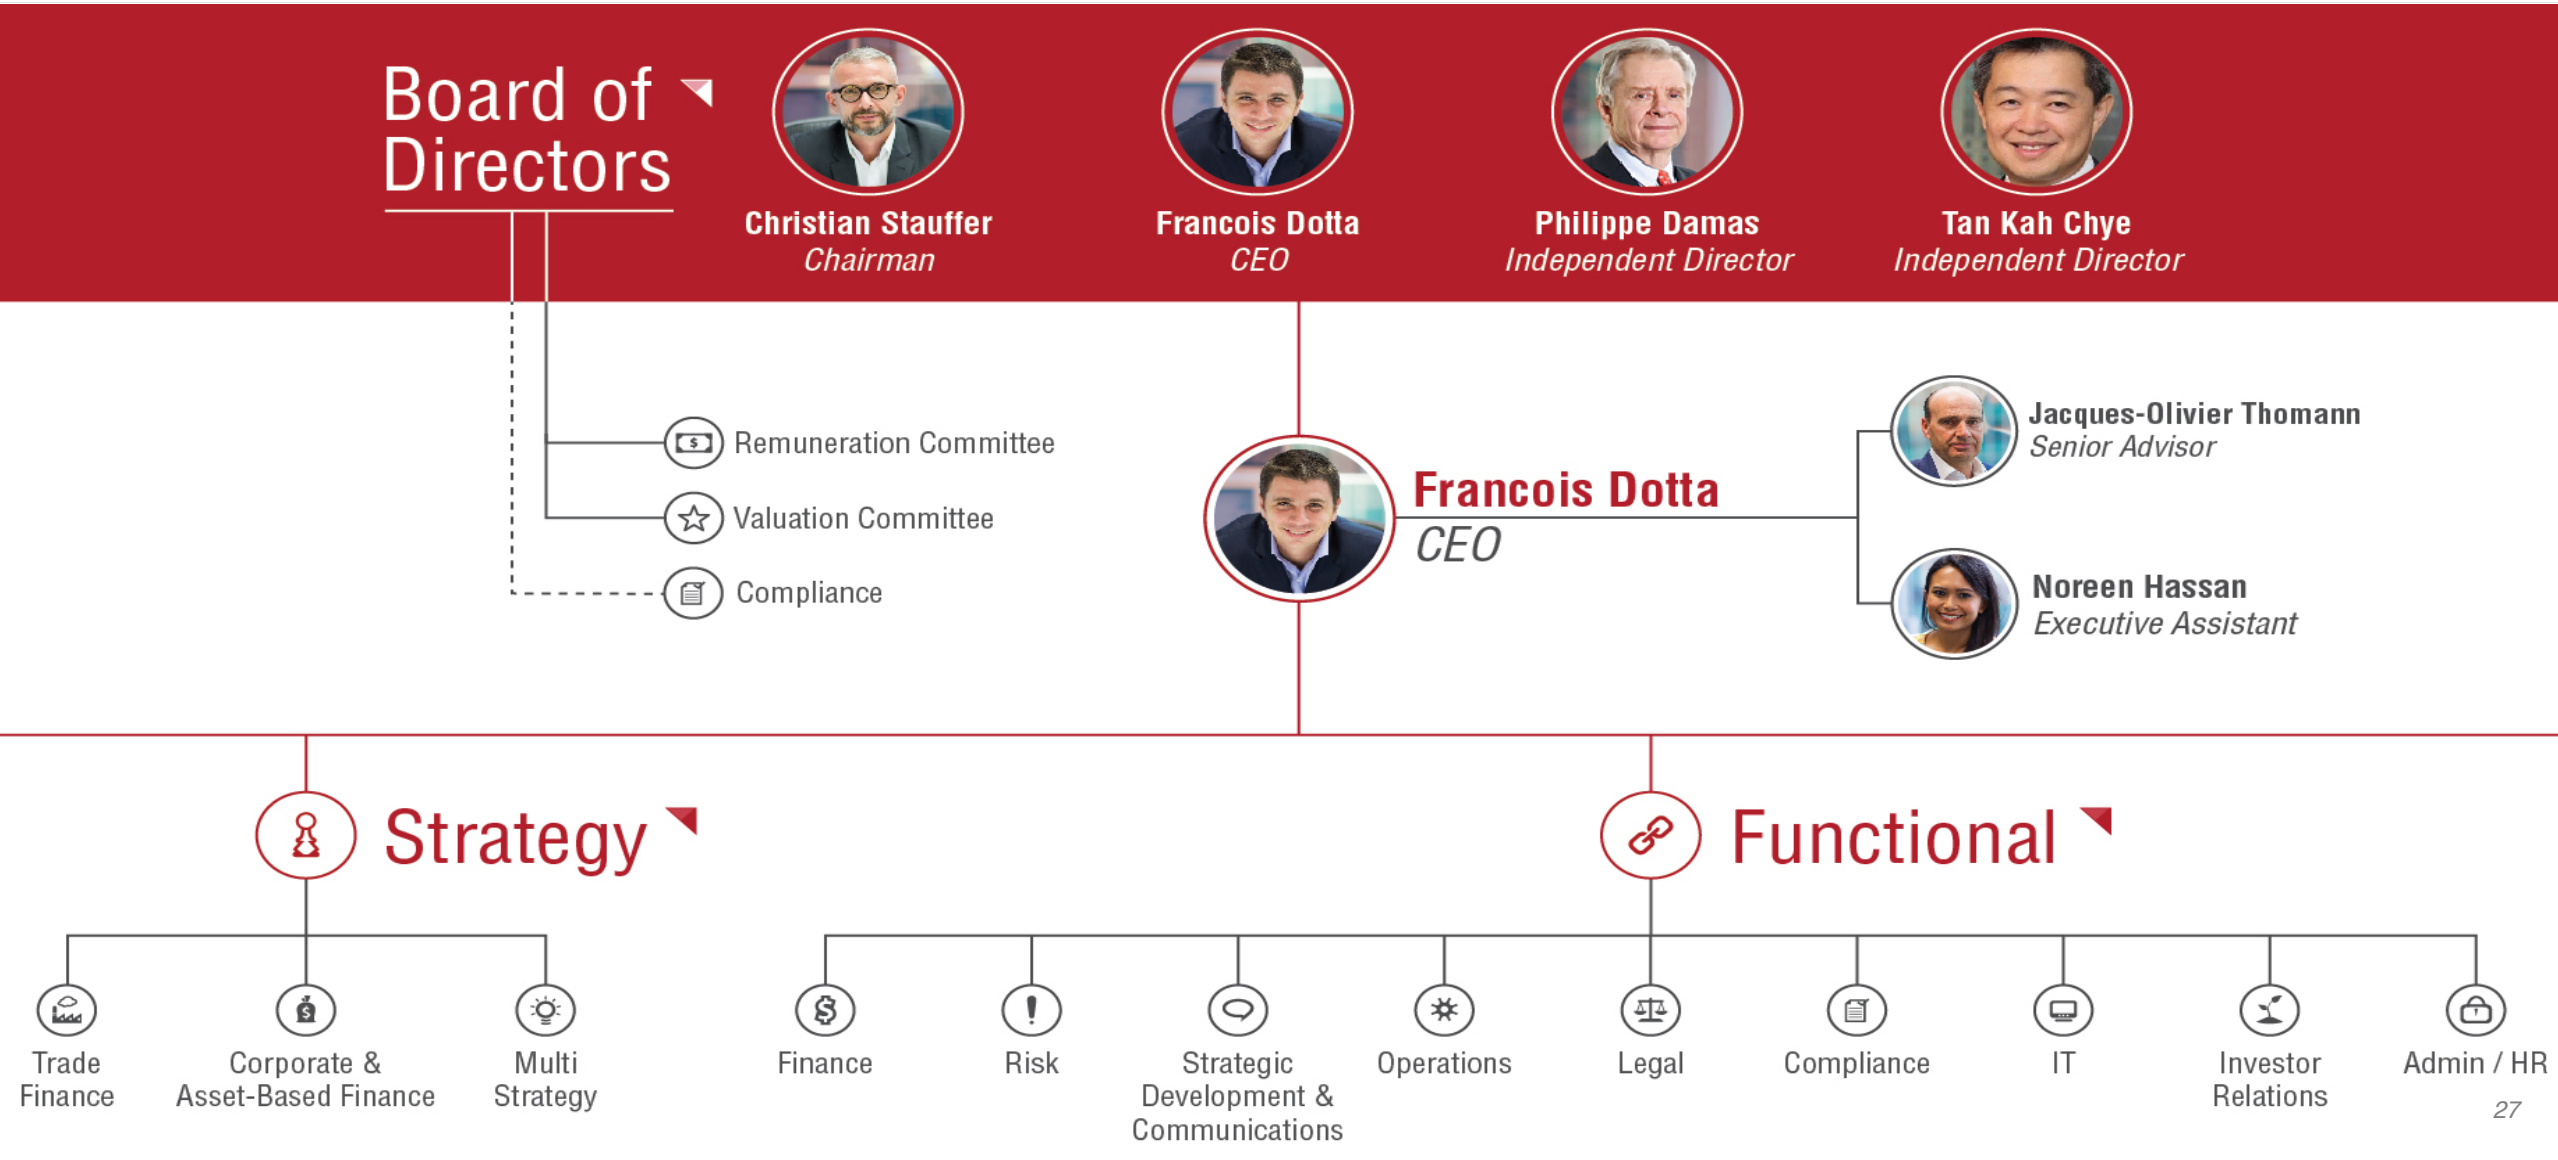 Board of
Directors
Christian Stauffer
Chairman
Francois Dotta
CEO
Philippe Damas
Independent Director
Tan Kah Chye
Independent Director
Remuneration Committee
Valuation Committee
Compliance
Francois Dotta
CEO
Jacques-Olivier Thomann
Senior Advisor
Noreen Hassan
Executive Assistant
Strategy
Functional
Trade
Finance
Corporate &
Asset-Based Finance
Multi
Strategy
Finance
Risk
Strategic
Development &
Communications
Operations
Legal
Compliance
IT
Investor
Relations
Admin / HR
27